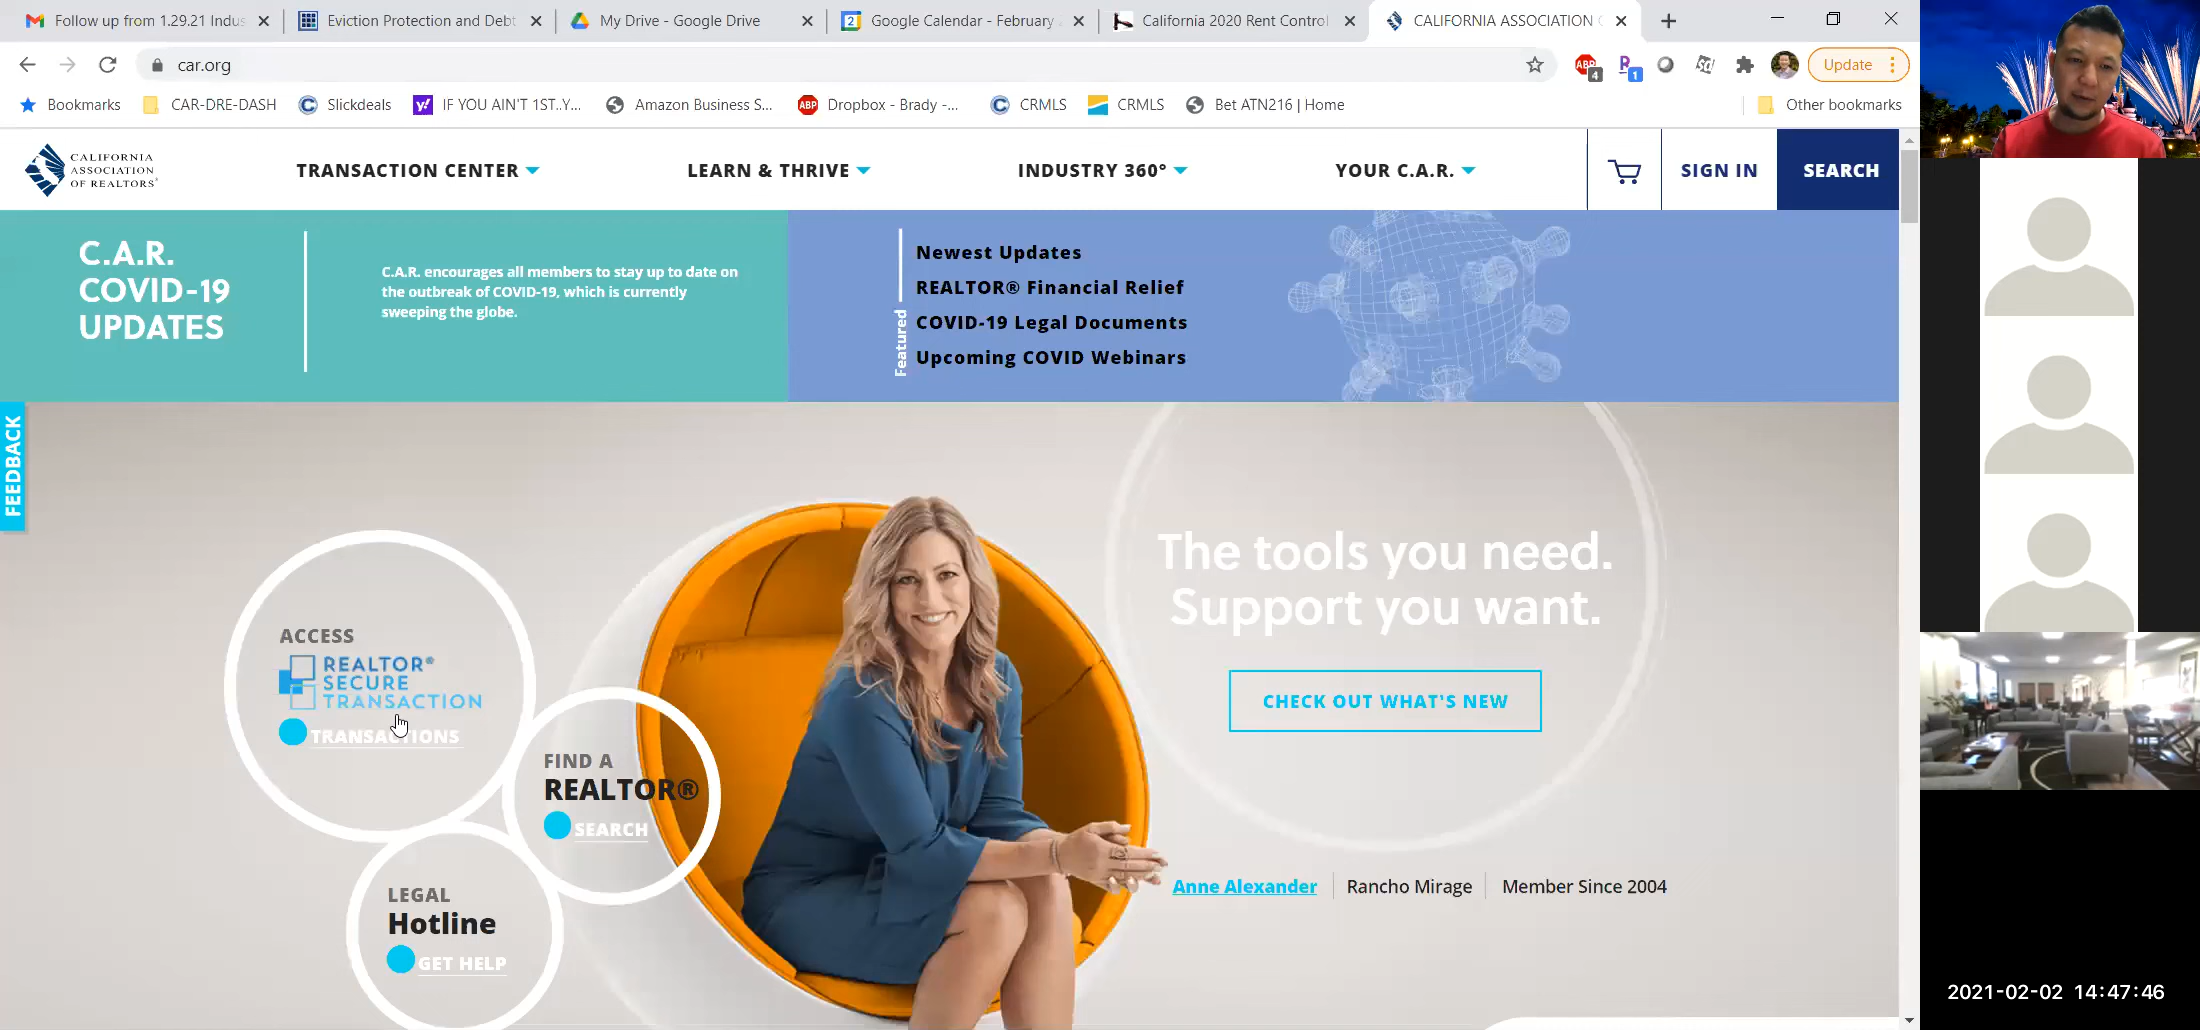 Follow up from 1.29.21 Indus
Eviction Protection and Debt
My Drive - Google Drive
2
Google Calendar - February
California 2020 Rent Control
CALIFORNIA ASSOCIATION
car.org
ABP
4
1
Update
Bookmarks
CAR-DRE-DASH
Slickdeals
y!
IF YOU AIN'T 1ST..Y...
Amazon Business S...
ABP
Dropbox - Brady -...
CRMLS
CRMLS
Bet ATN216 | Home
Other bookmarks
CALIFORNIA
ASSOCIATION
OF REALTORS®
TRANSACTION CENTER
LEARN & THRIVE
INDUSTRY 360°
YOUR C.A.R.
SIGN IN
SEARCH
C.A.R.
COVID-19
UPDATES
C.A.R. encourages all members to stay up to date on
the outbreak of COVID-19, which is currently
sweeping the globe.
Featured
Newest Updates
REALTOR® Financial Relief
COVID-19 Legal Documents
Upcoming COVID Webinars
FEEDBACK
ACCESS
REALTOR®
SECURE
TRANSACTION
TRANSACTIONS
FIND A
REALTOR®
SEARCH
LEGAL
Hotline
GET HELP
The tools you need.
Support you want.
CHECK OUT WHAT'S NEW
Anne Alexander
Rancho Mirage
Member Since 2004
2021-02-02 14:47:46